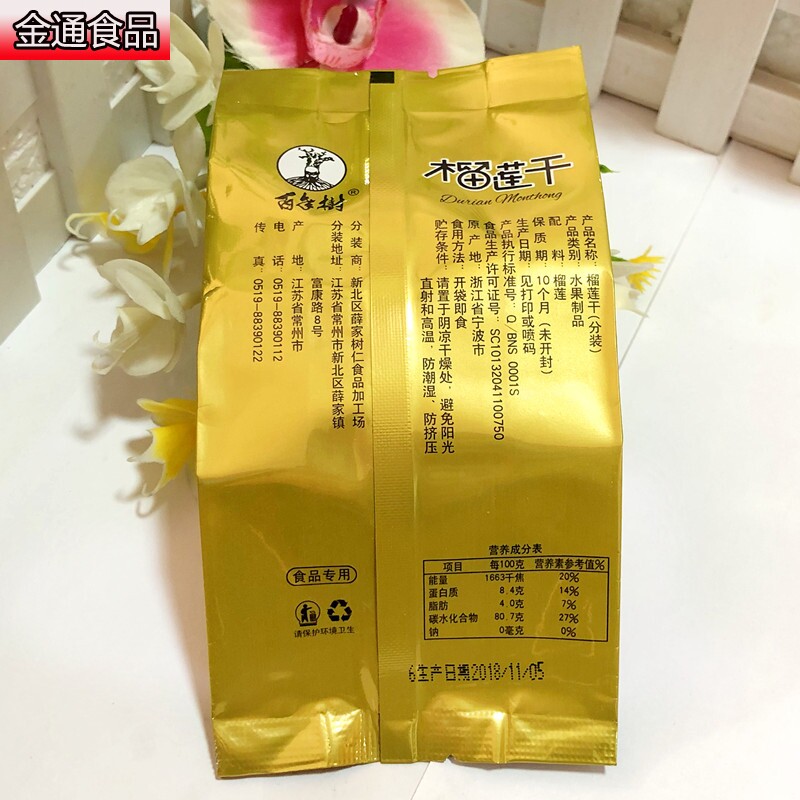 金通食品
百年树®
榴莲干
Durian Monthong
产品名称：榴莲干(分装)
产品类别：水果制品
配料：榴莲
保质期：10个月（未开封）
生产日期：见打印或喷码
产品执行标准号：Q/BNS 0001S
食品生产许可证号：SC10132041100750
原产地：浙江省宁波市
食用方法：开袋即食
贮存条件：请置于阴凉干燥处，避免阳光
直射和高温，防潮湿、防挤压
分装商：新北区薛家树仁食品加工场
分装地址：江苏省常州市新北区薛家镇
富康路8号
产地：江苏省常州市
电话：0519-88390112
传真：0519-88390122
营养成分表
项目 每100克 营养素参考值%
能量 1663千焦 20%
蛋白质 8.4克 14%
脂肪 4.0克 7%
碳水化合物 80.7克 27%
钠 0毫克 0%
食品专用
请保护环境卫生
6生产日期2018/11/05